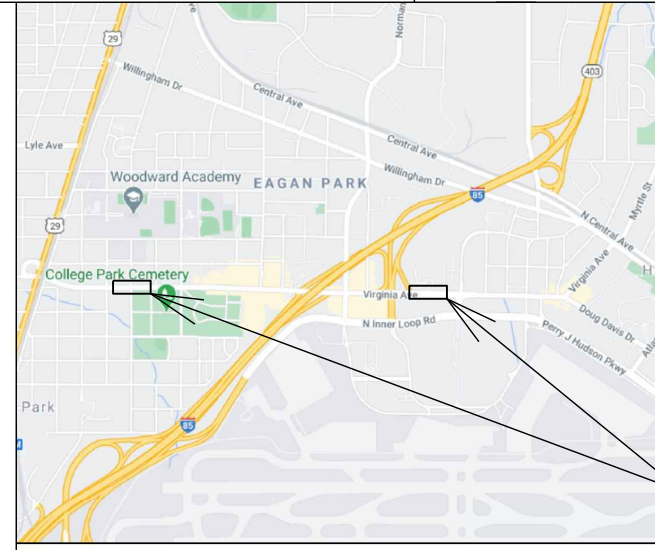 29
Willingham Dr
Norman
403
Central Ave
Central Ave
Willingham Dr
Lyle Ave
Woodward Academy
EAGAN PARK
85
Myrtle St
N Central Ave
29
College Park Cemetery
Virginia Ave
Virginia Ave
N Inner Loop Rd
Doug Davis Dr
Perry J Hudson Pkwy
Park
85